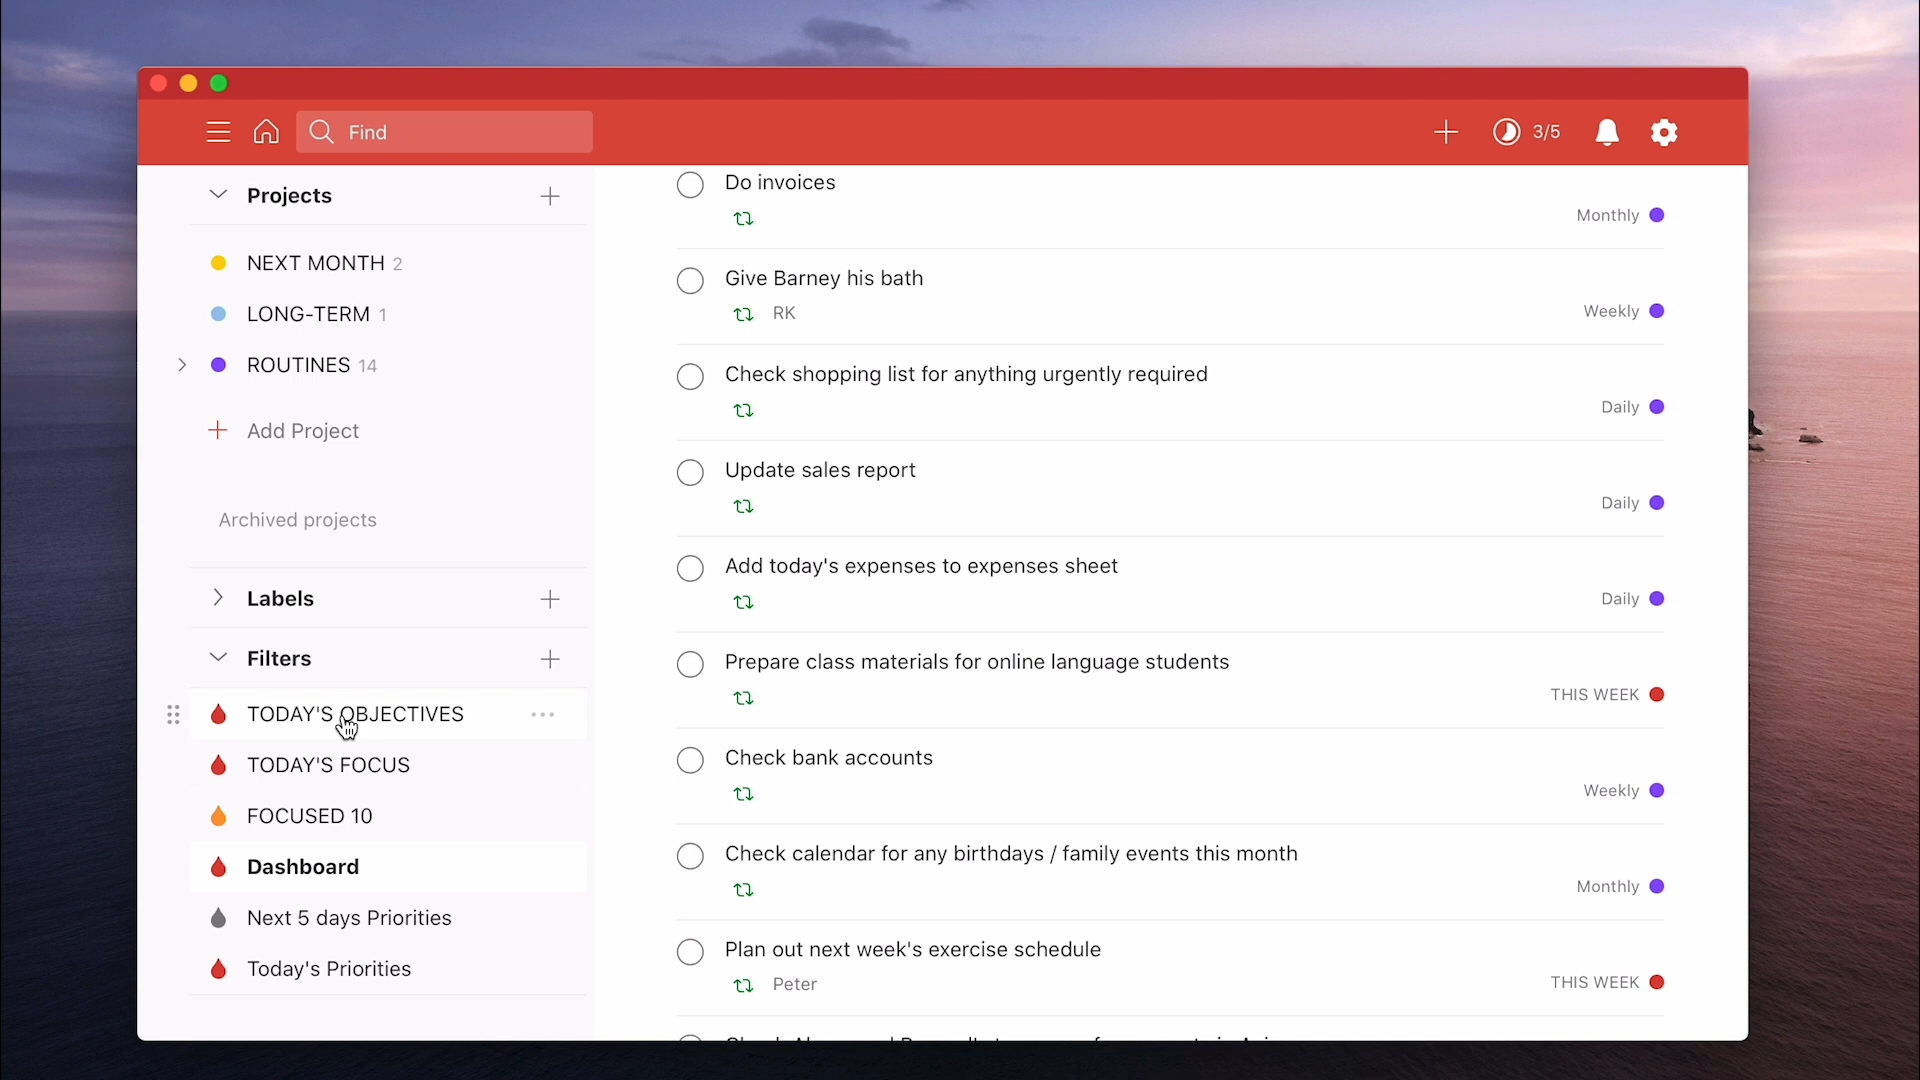 Find
3/5
Projects
NEXT MONTH 2
LONG-TERM 1
ROUTINES 14
Add Project
Archived projects
Labels
Filters
TODAY'S OBJECTIVES
TODAY'S FOCUS
FOCUSED 10
Dashboard
Next 5 days Priorities
Today's Priorities
Do invoices
Monthly
Give Barney his bath
RK
Weekly
Check shopping list for anything urgently required
Daily
Update sales report
Daily
Add today's expenses to expenses sheet
Daily
Prepare class materials for online language students
THIS WEEK
Check bank accounts
Weekly
Check calendar for any birthdays / family events this month
Monthly
Plan out next week's exercise schedule
Peter
THIS WEEK